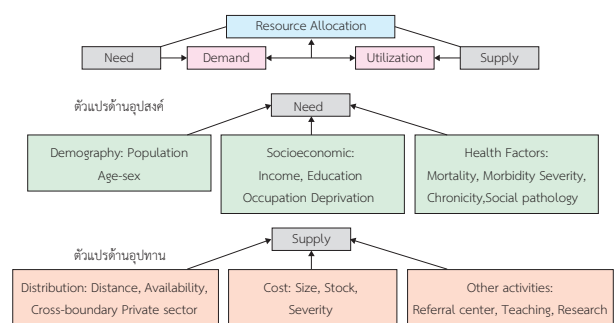 Resource Allocation
Need
Demand
Utilization
Supply
ตัวแปรด้านอุปสงค์
Need
Demography: Population
Age-sex
Socioeconomic:
Income, Education
Occupation Deprivation
Health Factors:
Mortality, Morbidity Severity,
Chronicity,Social pathology
ตัวแปรด้านอุปทาน
Supply
Distribution: Distance, Availability,
Cross-boundary Private sector
Cost: Size, Stock,
Severity
Other activities:
Referral center, Teaching, Research